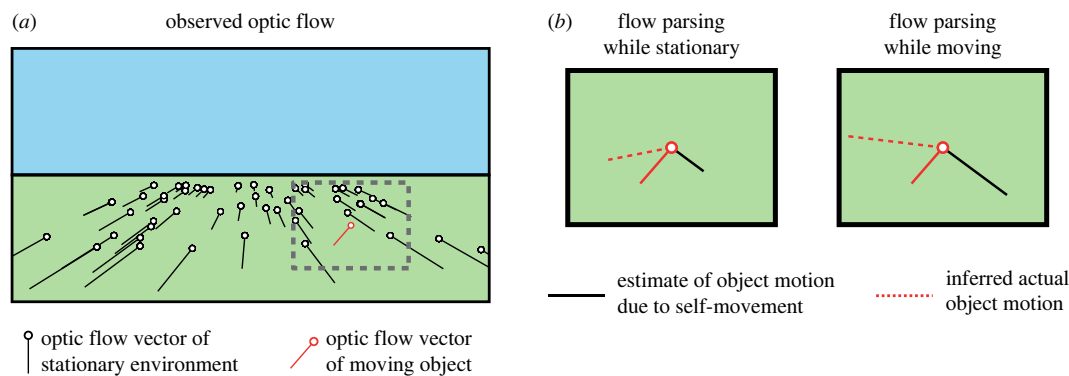 (a)
observed optic flow
optic flow vector of
stationary environment
optic flow vector
of moving object
(b)
flow parsing
while stationary
flow parsing
while moving
estimate of object motion
due to self-movement
inferred actual
object motion